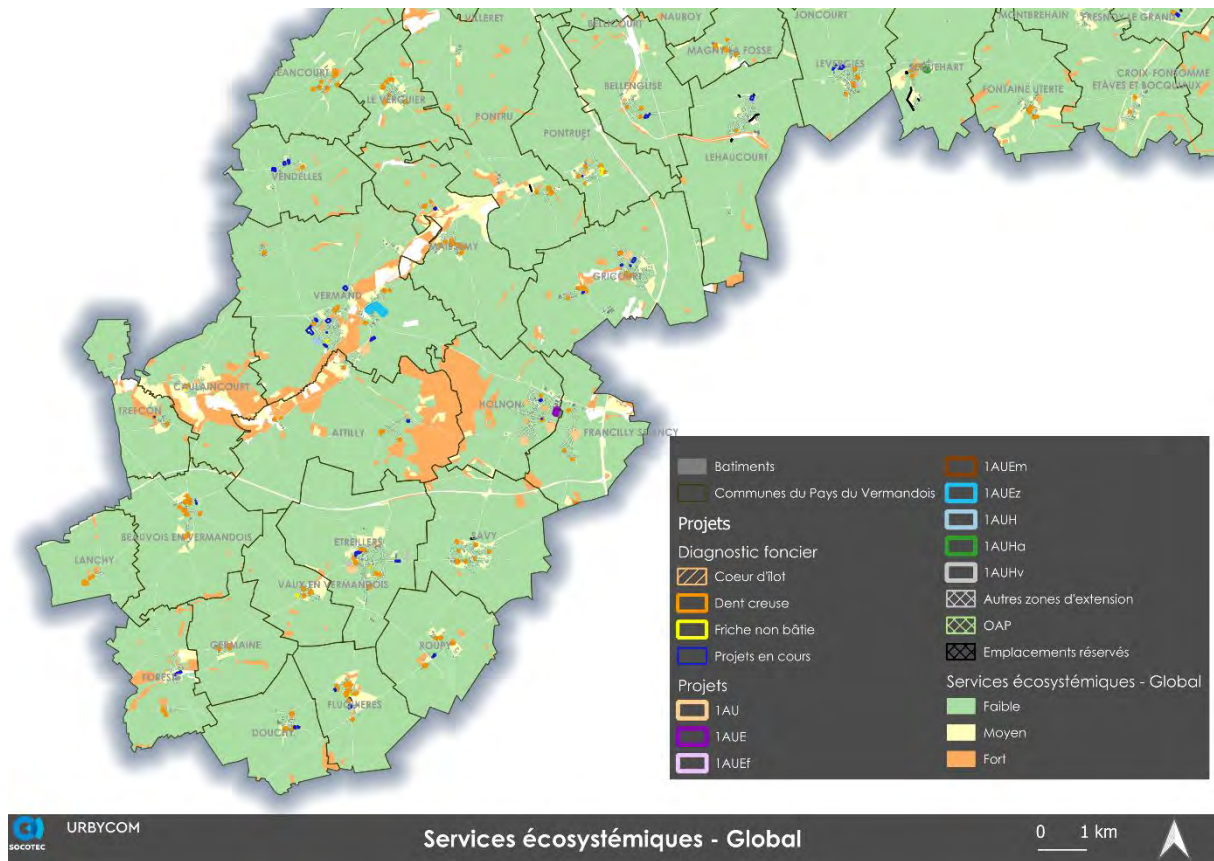 VILLERET
BELLICOURT
NAUROY
JONCOURT
MONTBREHAIN
FRESNOY LE GRAND
MAGNY LA FOSSE
JEANCOURT
LE VERGUIER
BELLENGLISE
LEVERGIES
SEQUEHART
CROIX-FONSOMME
FONTAINE UTERTE
ETAVES ET BOCQUIAUX
PONTRU
PONTRUET
LEHAUCOURT
VENDELLES
MAISSEMY
GRICOURT
VERMAND
CAULAINCOURT
TREFCON
HOLNON
ATTILLY
FRANCILLY SELENCY
BEAUVOIS EN VERMANDOIS
ETREILLERS
SAVY
LANCHY
VAUX EN VERMANDOIS
GERMAINE
ROUPY
FORESTE
FLUQUIERES
DOUCHY
Batiments
Communes du Pays du Vermandois
Projets
Diagnostic foncier
Coeur d'îlot
Dent creuse
Friche non bâtie
Projets en cours
Projets
1AU
1AUE
1AUEf
1AUEm
1AUEz
1AUH
1AUHa
1AUHv
Autres zones d'extension
OAP
Emplacements réservés
Services écosystémiques - Global
Faible
Moyen
Fort
SOCOTEC
URBYCOM
Services écosystémiques - Global
0 1 km